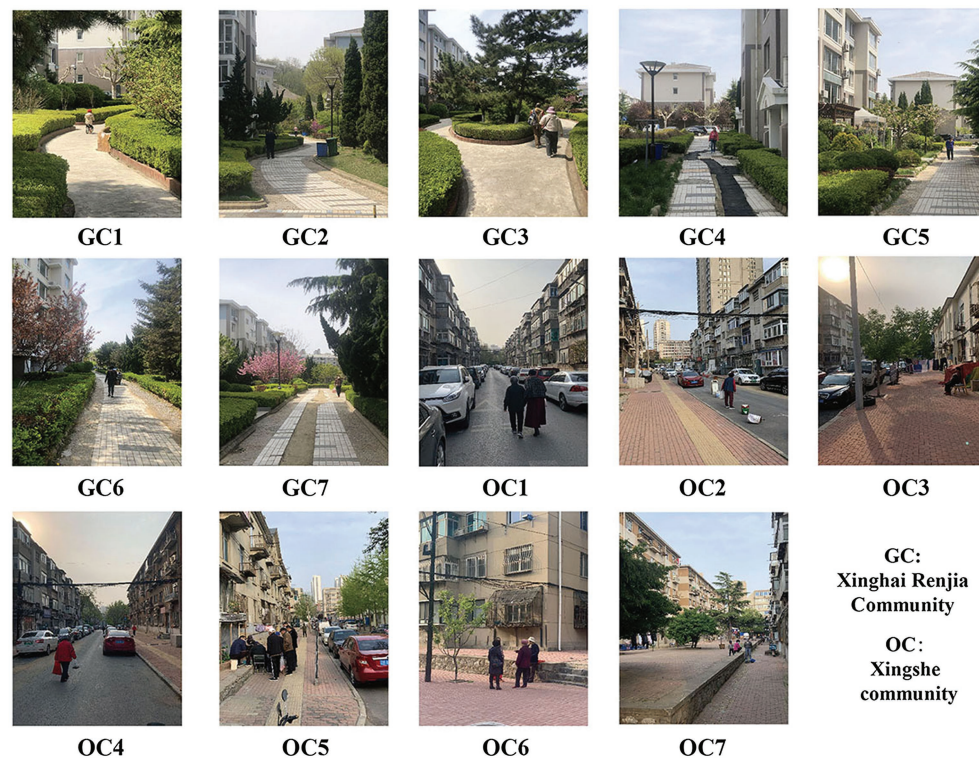 GC1
GC2
GC3
GC4
GC5
GC6
GC7
OC1
OC2
OC3
OC4
OC5
OC6
OC7
GC:
Xinghai Renjia
Community
OC:
Xingshe
community